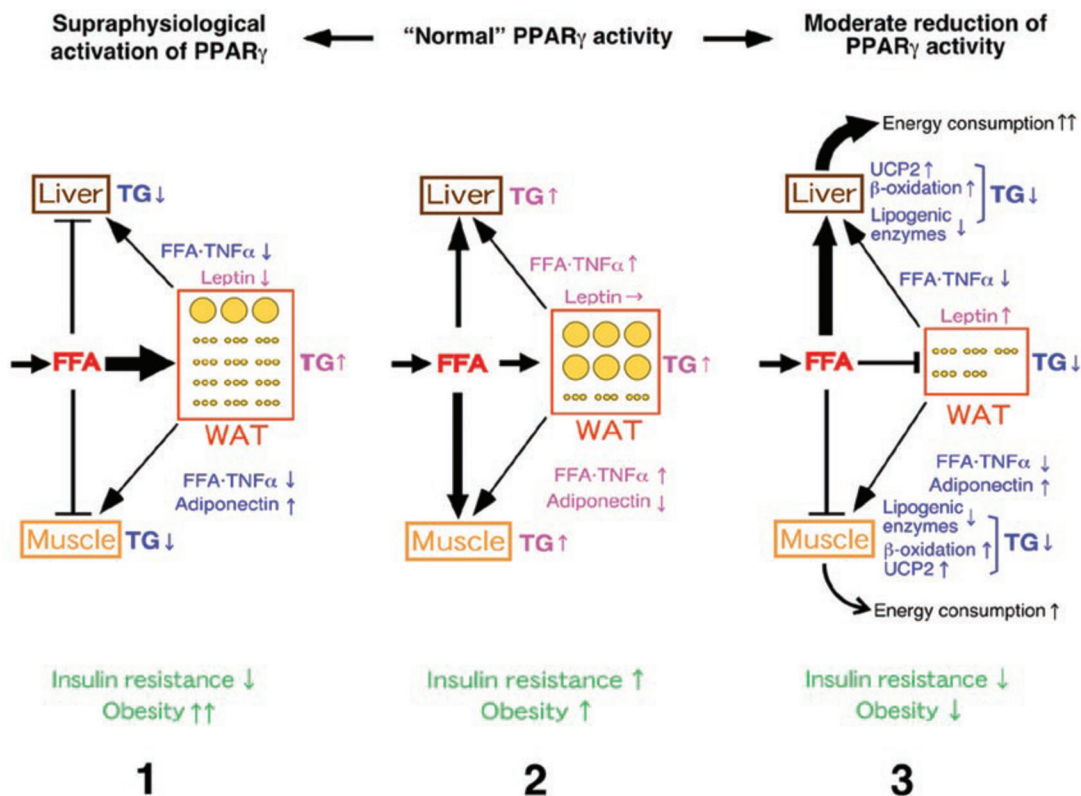 Supraphysiological
activation of PPARγ
“Normal” PPARγ activity
Moderate reduction of
PPARγ activity
Liver TG↓
FFA·TNFα ↓
Leptin ↓
FFA
TG↑
WAT
FFA·TNFα ↓
Adiponectin ↑
Muscle TG↓
Insulin resistance ↓
Obesity ↑↑
1
Liver TG↑
FFA·TNFα ↑
Leptin →
FFA
TG↑
WAT
FFA·TNFα ↑
Adiponectin ↓
Muscle TG↑
Insulin resistance ↑
Obesity ↑
2
Energy consumption ↑↑
UCP2 ↑
Liver β-oxidation ↑ TG↓
Lipogenic
enzymes ↓
FFA·TNFα ↓
Leptin ↑
FFA
TG↓
WAT
FFA·TNFα ↓
Adiponectin ↑
Lipogenic
enzymes ↓
Muscle β-oxidation ↑ TG↓
UCP2 ↑
Energy consumption ↑
Insulin resistance ↓
Obesity ↓
3